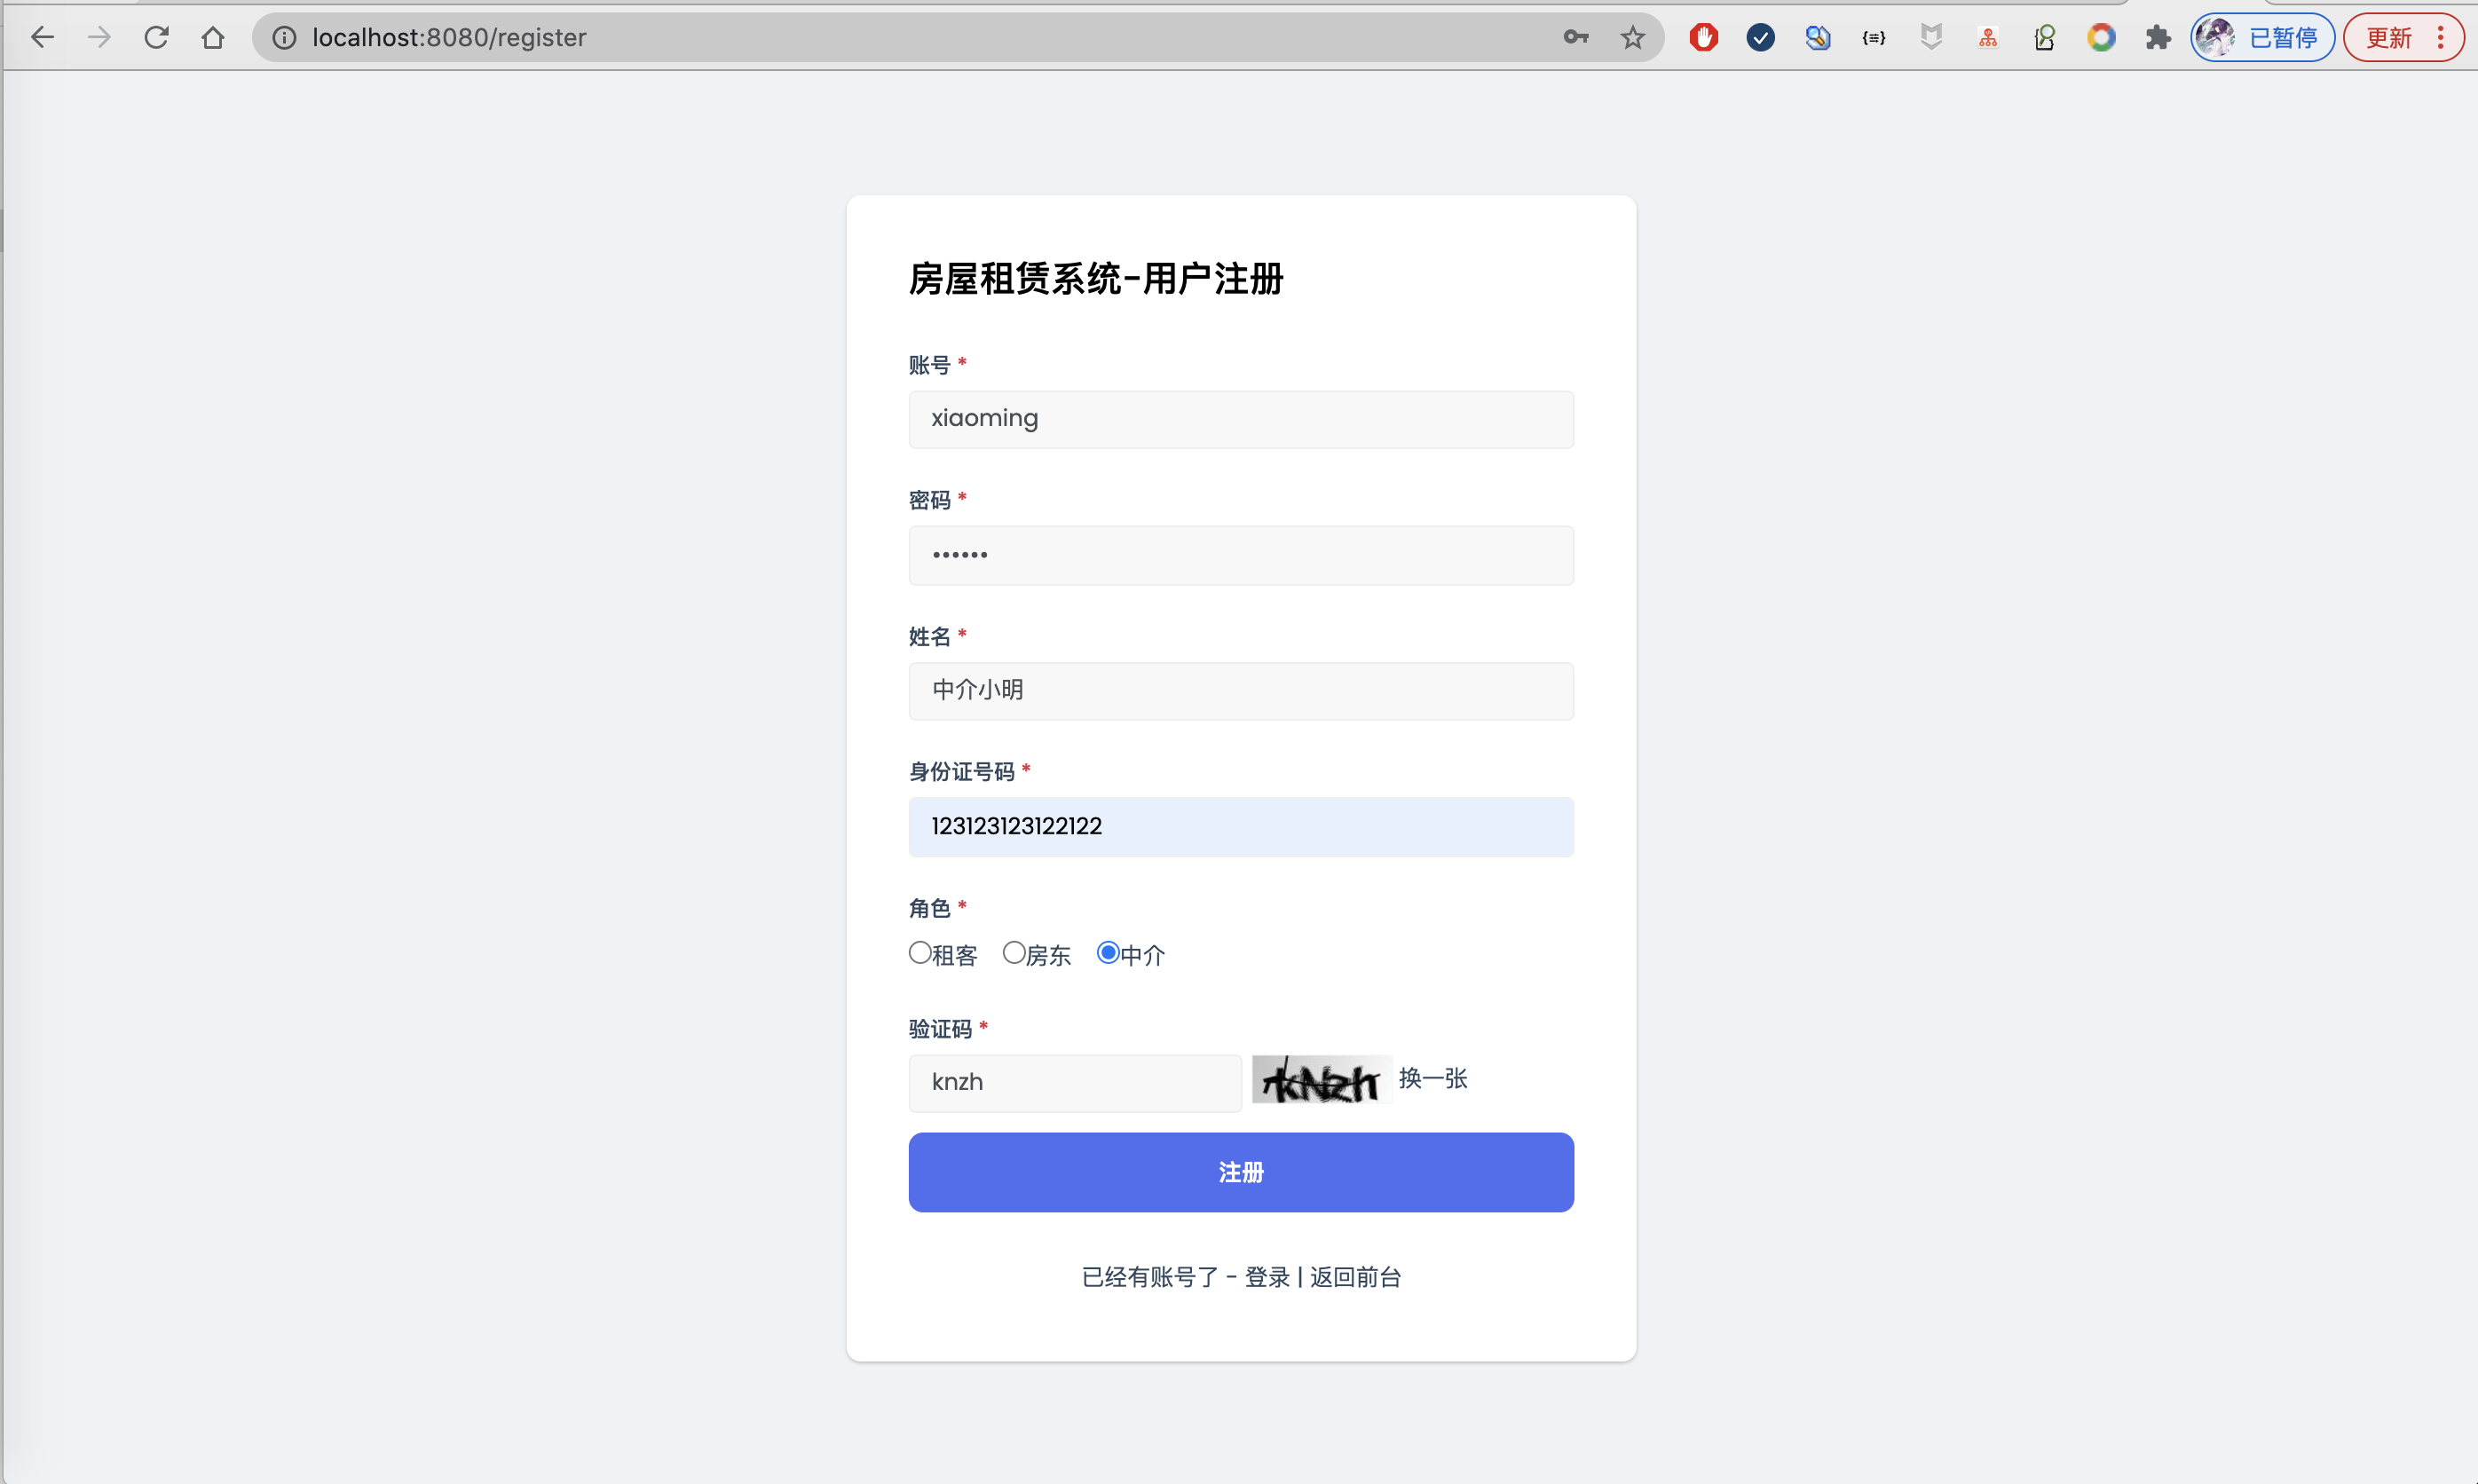 localhost:8080/register
已暂停
更新
房屋租赁系统-用户注册
账号 *
xiaoming
密码 *
••••••
姓名 *
中介小明
身份证号码 *
123123123122122
角色 *
租客 房东 中介
验证码 *
knzh kNzh 换一张
注册
已经有账号了 - 登录 | 返回前台